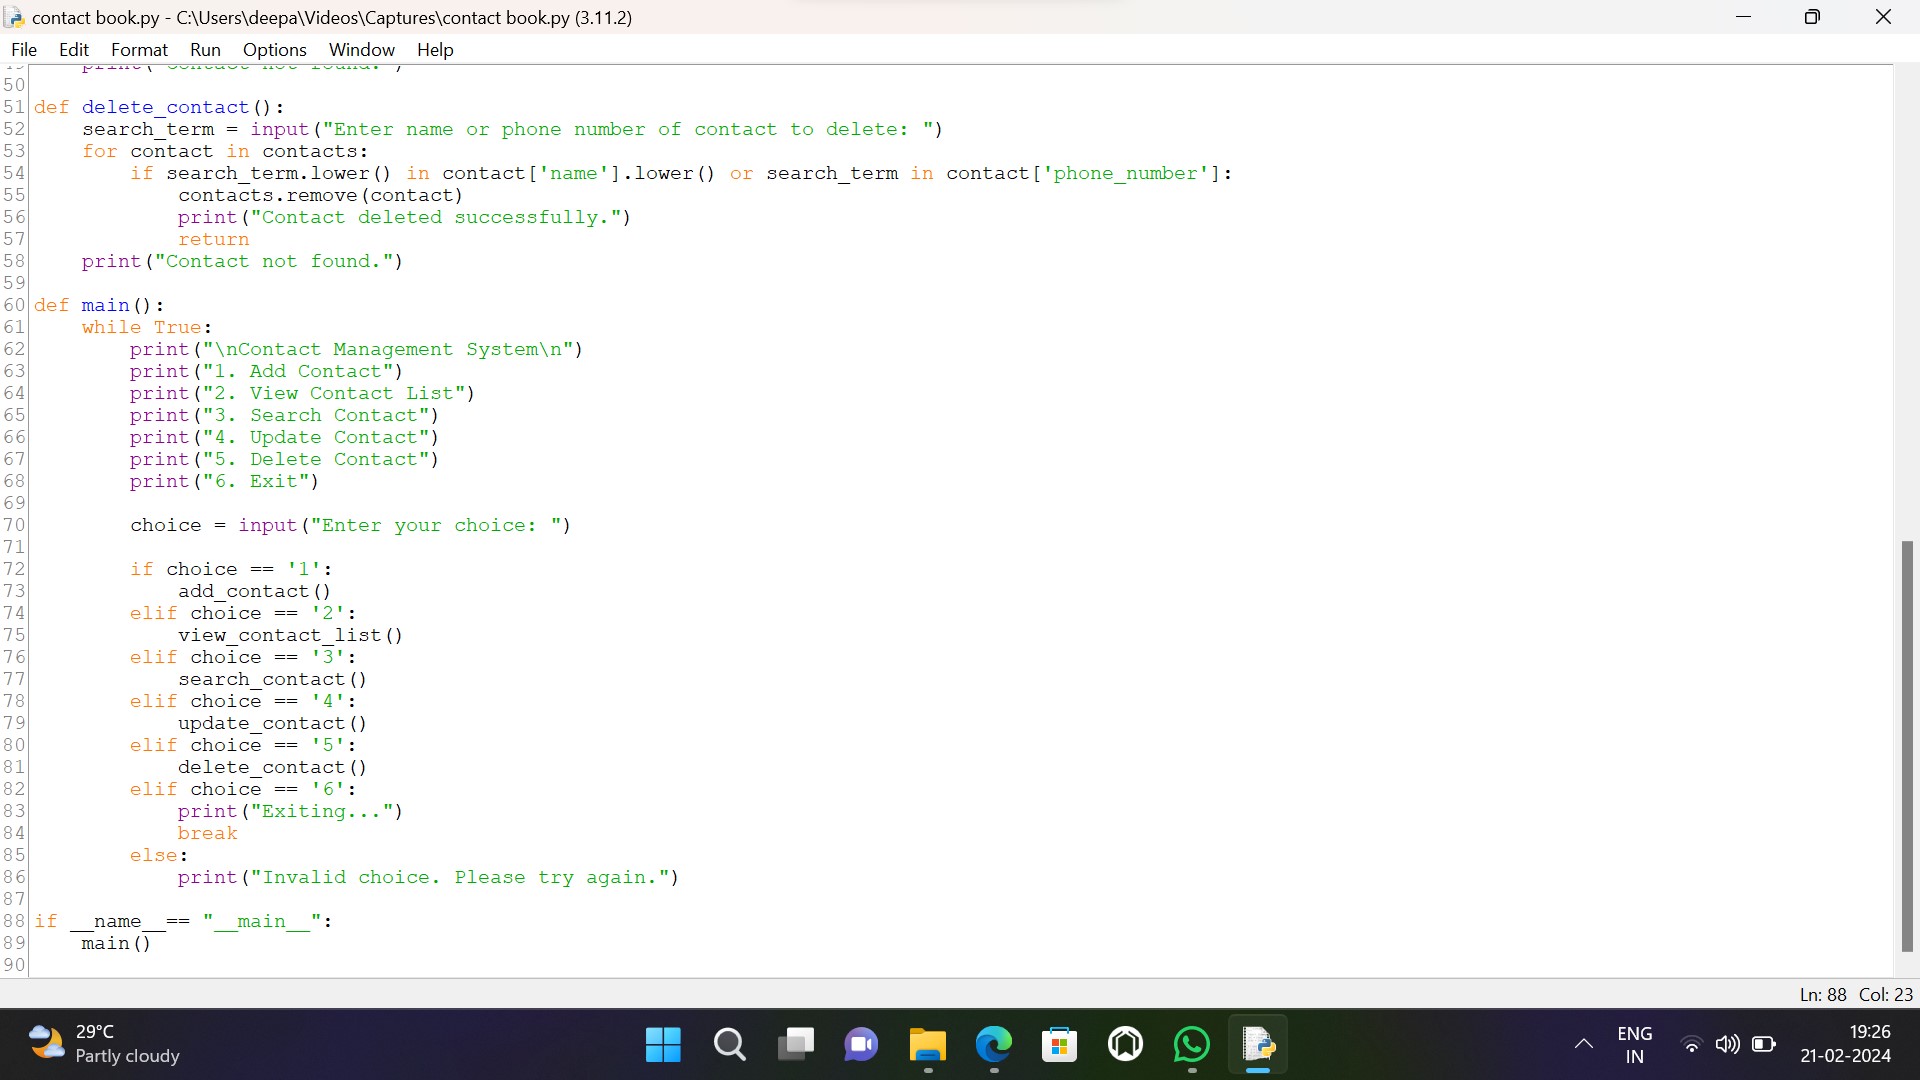 contact book.py - C:\Users\deepa\Videos\Captures\contact book.py (3.11.2)
File Edit Format Run Options Window Help
50
51 def delete_contact():
52     search_term = input("Enter name or phone number of contact to delete: ")
53     for contact in contacts:
54         if search_term.lower() in contact['name'].lower() or search_term in contact['phone_number']:
55             contacts.remove(contact)
56             print("Contact deleted successfully.")
57             return
58     print("Contact not found.")
59
60 def main():
61     while True:
62         print("\nContact Management System\n")
63         print("1. Add Contact")
64         print("2. View Contact List")
65         print("3. Search Contact")
66         print("4. Update Contact")
67         print("5. Delete Contact")
68         print("6. Exit")
69
70         choice = input("Enter your choice: ")
71
72         if choice == '1':
73             add_contact()
74         elif choice == '2':
75             view_contact_list()
76         elif choice == '3':
77             search_contact()
78         elif choice == '4':
79             update_contact()
80         elif choice == '5':
81             delete_contact()
82         elif choice == '6':
83             print("Exiting...")
84             break
85         else:
86             print("Invalid choice. Please try again.")
87
88 if __name__== "__main__":
89     main()
90
Ln: 88 Col: 23
29°C
Partly cloudy
ENG
IN
19:26
21-02-2024